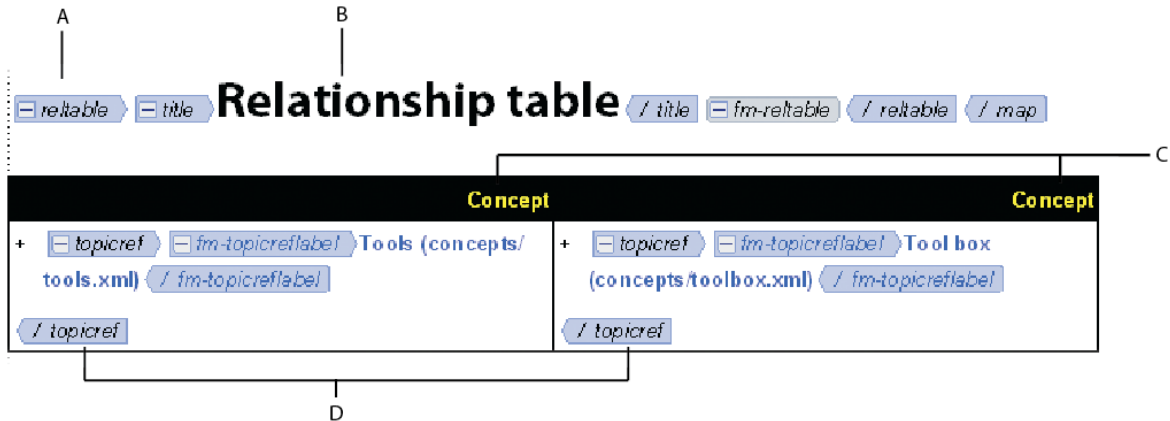 A B
reltable title Relationship table / title fm-reltable / reltable / map
C
Concept Concept
+ topicref fm-topicreflabel Tools (concepts/
tools.xml) / fm-topicreflabel
/ topicref
+ topicref fm-topicreflabel Tool box
(concepts/toolbox.xml) / fm-topicreflabel
/ topicref
D